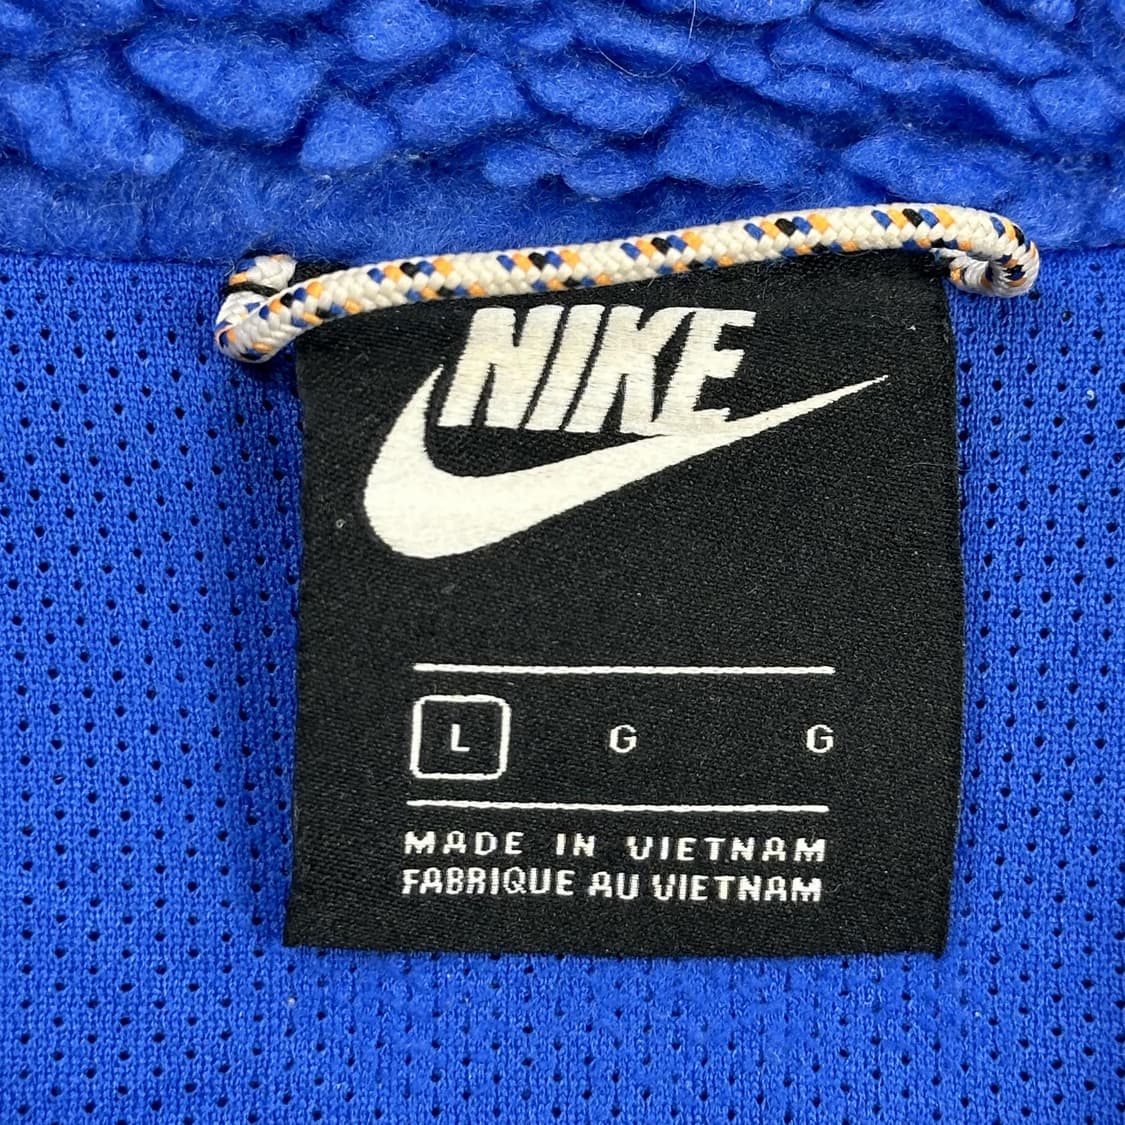 NIKE
L G G
MADE IN VIETNAM
FABRIQUE AU VIETNAM